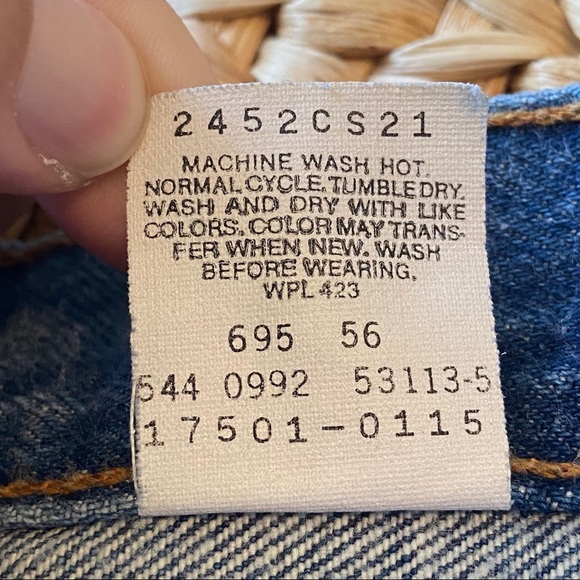 2452CS21
MACHINE WASH HOT.
NORMAL CYCLE. TUMBLE DRY.
WASH AND DRY WITH LIKE
COLORS. COLOR MAY TRANS-
FER WHEN NEW. WASH
BEFORE WEARING.
WPL 423
695 56
544 0992 53113-5
17501-0115